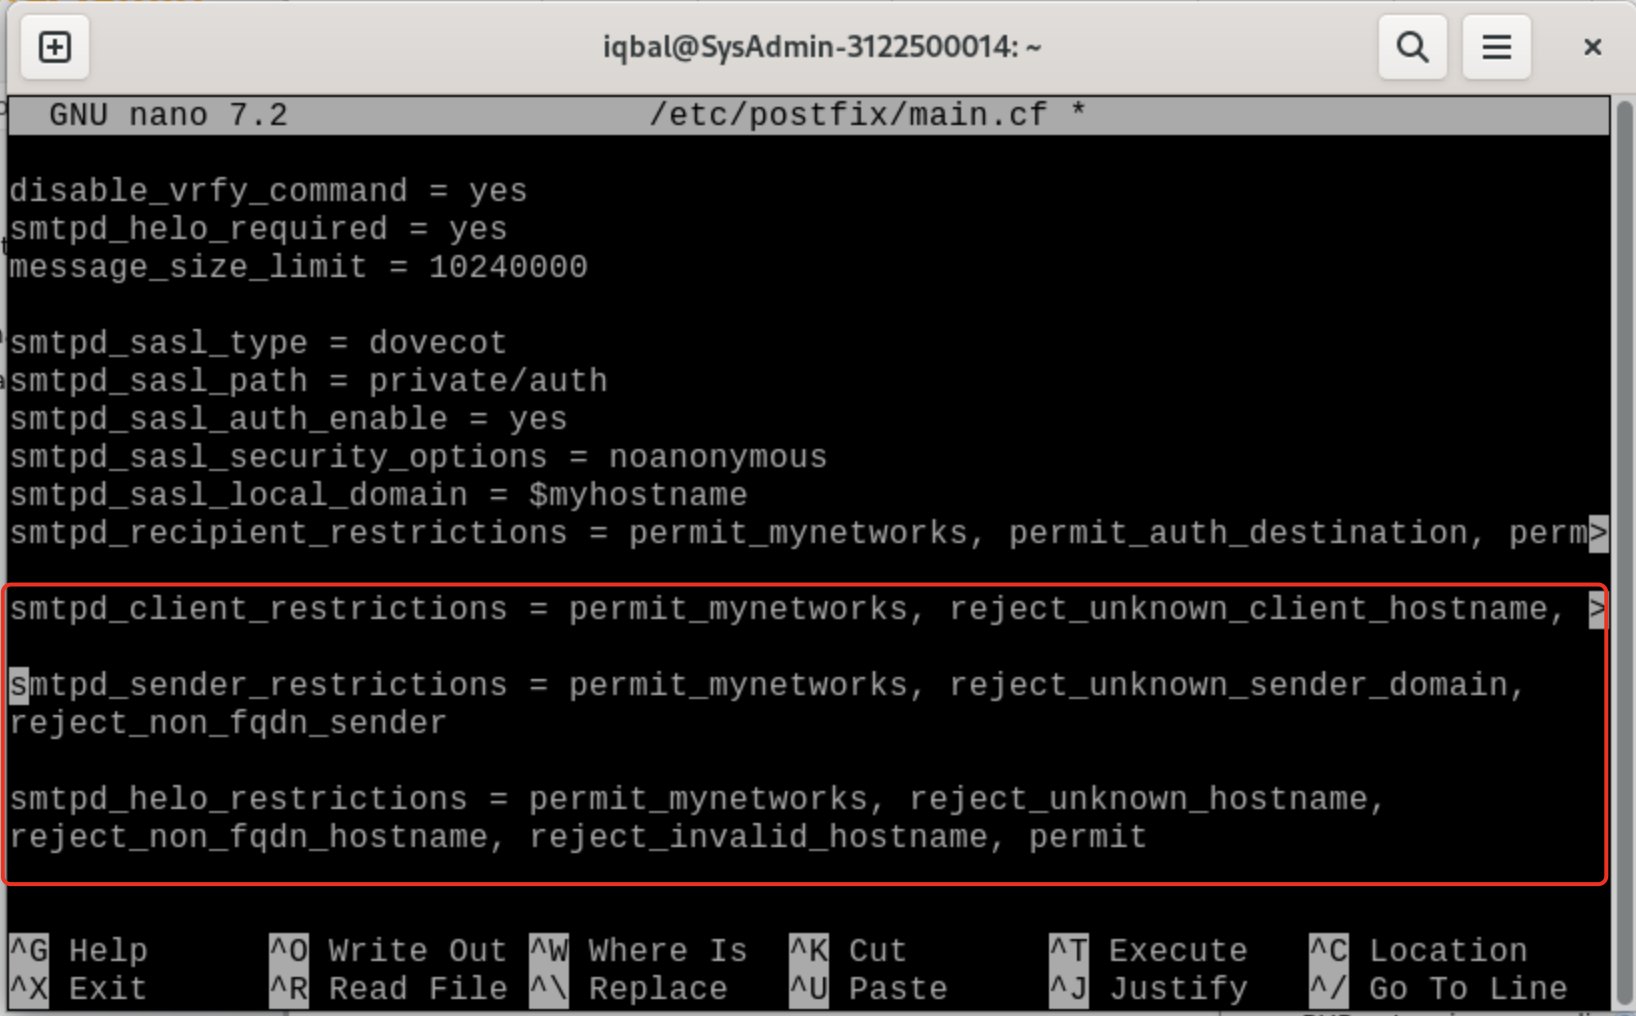 iqbal@SysAdmin-3122500014: ~
GNU nano 7.2 /etc/postfix/main.cf *
disable_vrfy_command = yes
smtpd_helo_required = yes
message_size_limit = 10240000
smtpd_sasl_type = dovecot
smtpd_sasl_path = private/auth
smtpd_sasl_auth_enable = yes
smtpd_sasl_security_options = noanonymous
smtpd_sasl_local_domain = $myhostname
smtpd_recipient_restrictions = permit_mynetworks, permit_auth_destination, perm>
smtpd_client_restrictions = permit_mynetworks, reject_unknown_client_hostname, >
smtpd_sender_restrictions = permit_mynetworks, reject_unknown_sender_domain,
reject_non_fqdn_sender
smtpd_helo_restrictions = permit_mynetworks, reject_unknown_hostname,
reject_non_fqdn_hostname, reject_invalid_hostname, permit
^G Help ^O Write Out ^W Where Is ^K Cut ^T Execute ^C Location
^X Exit ^R Read File ^\ Replace ^U Paste ^J Justify ^/ Go To Line